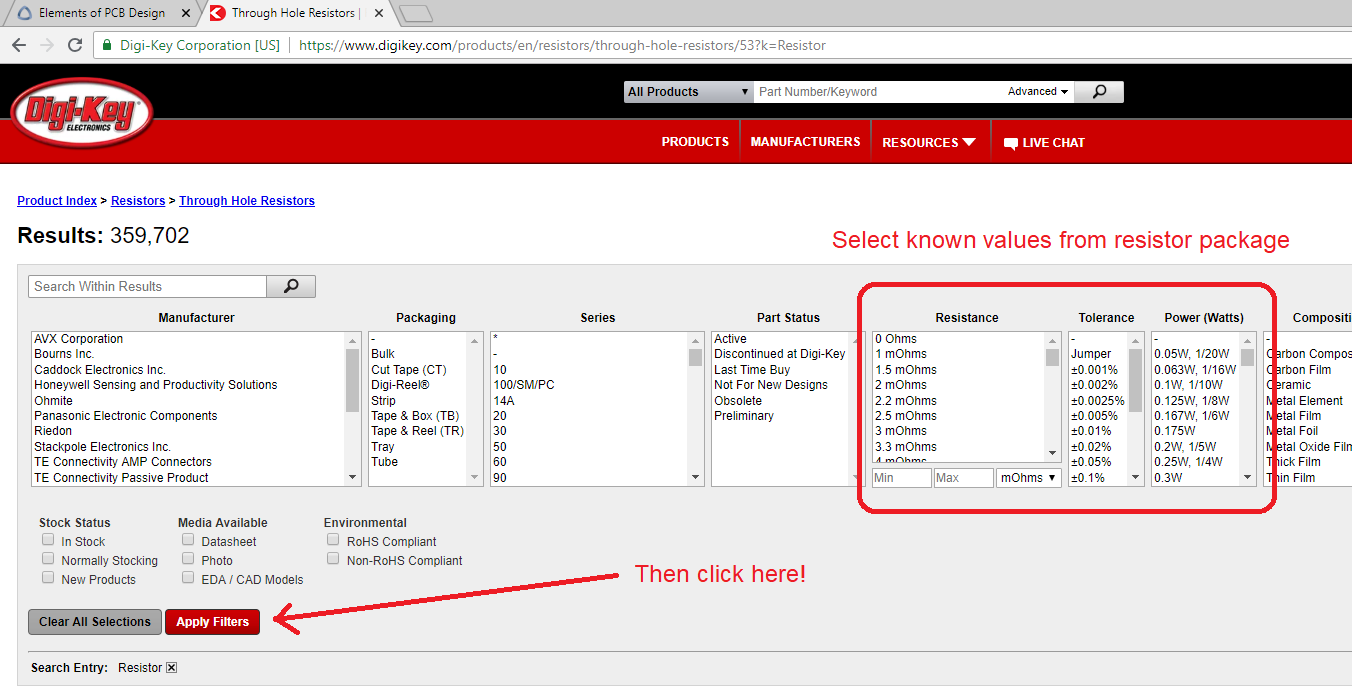 Elements of PCB Design
Through Hole Resistors |
Digi-Key Corporation [US] https://www.digikey.com/products/en/resistors/through-hole-resistors/53?k=Resistor
Digi-Key
ELECTRONICS
All Products
Part Number/Keyword
Advanced
PRODUCTS
MANUFACTURERS
RESOURCES
LIVE CHAT
Product Index > Resistors > Through Hole Resistors
Results: 359,702
Select known values from resistor package
Search Within Results
Manufacturer
AVX Corporation
Bourns Inc.
Caddock Electronics Inc.
Honeywell Sensing and Productivity Solutions
Ohmite
Panasonic Electronic Components
Riedon
Stackpole Electronics Inc.
TE Connectivity AMP Connectors
TE Connectivity Passive Product
Packaging
-
Bulk
Cut Tape (CT)
Digi-Reel®
Strip
Tape & Box (TB)
Tape & Reel (TR)
Tray
Tube
Series
*
-
10
100/SM/PC
14A
20
30
50
60
90
Part Status
Active
Discontinued at Digi-Key
Last Time Buy
Not For New Designs
Obsolete
Preliminary
Resistance
0 Ohms
1 mOhms
1.5 mOhms
2 mOhms
2.2 mOhms
2.5 mOhms
3 mOhms
3.3 mOhms
4 mOhms
Min
Max
mOhms
Tolerance
-
Jumper
±0.001%
±0.002%
±0.0025%
±0.005%
±0.01%
±0.02%
±0.05%
±0.1%
Power (Watts)
-
0.05W, 1/20W
0.063W, 1/16W
0.1W, 1/10W
0.125W, 1/8W
0.167W, 1/6W
0.175W
0.2W, 1/5W
0.25W, 1/4W
0.3W
Compositi
-
Carbon Compos
Carbon Film
Ceramic
Metal Element
Metal Film
Metal Foil
Metal Oxide Film
Thick Film
Thin Film
Stock Status
In Stock
Normally Stocking
New Products
Media Available
Datasheet
Photo
EDA / CAD Models
Environmental
RoHS Compliant
Non-RoHS Compliant
Then click here!
Clear All Selections
Apply Filters
Search Entry: Resistor